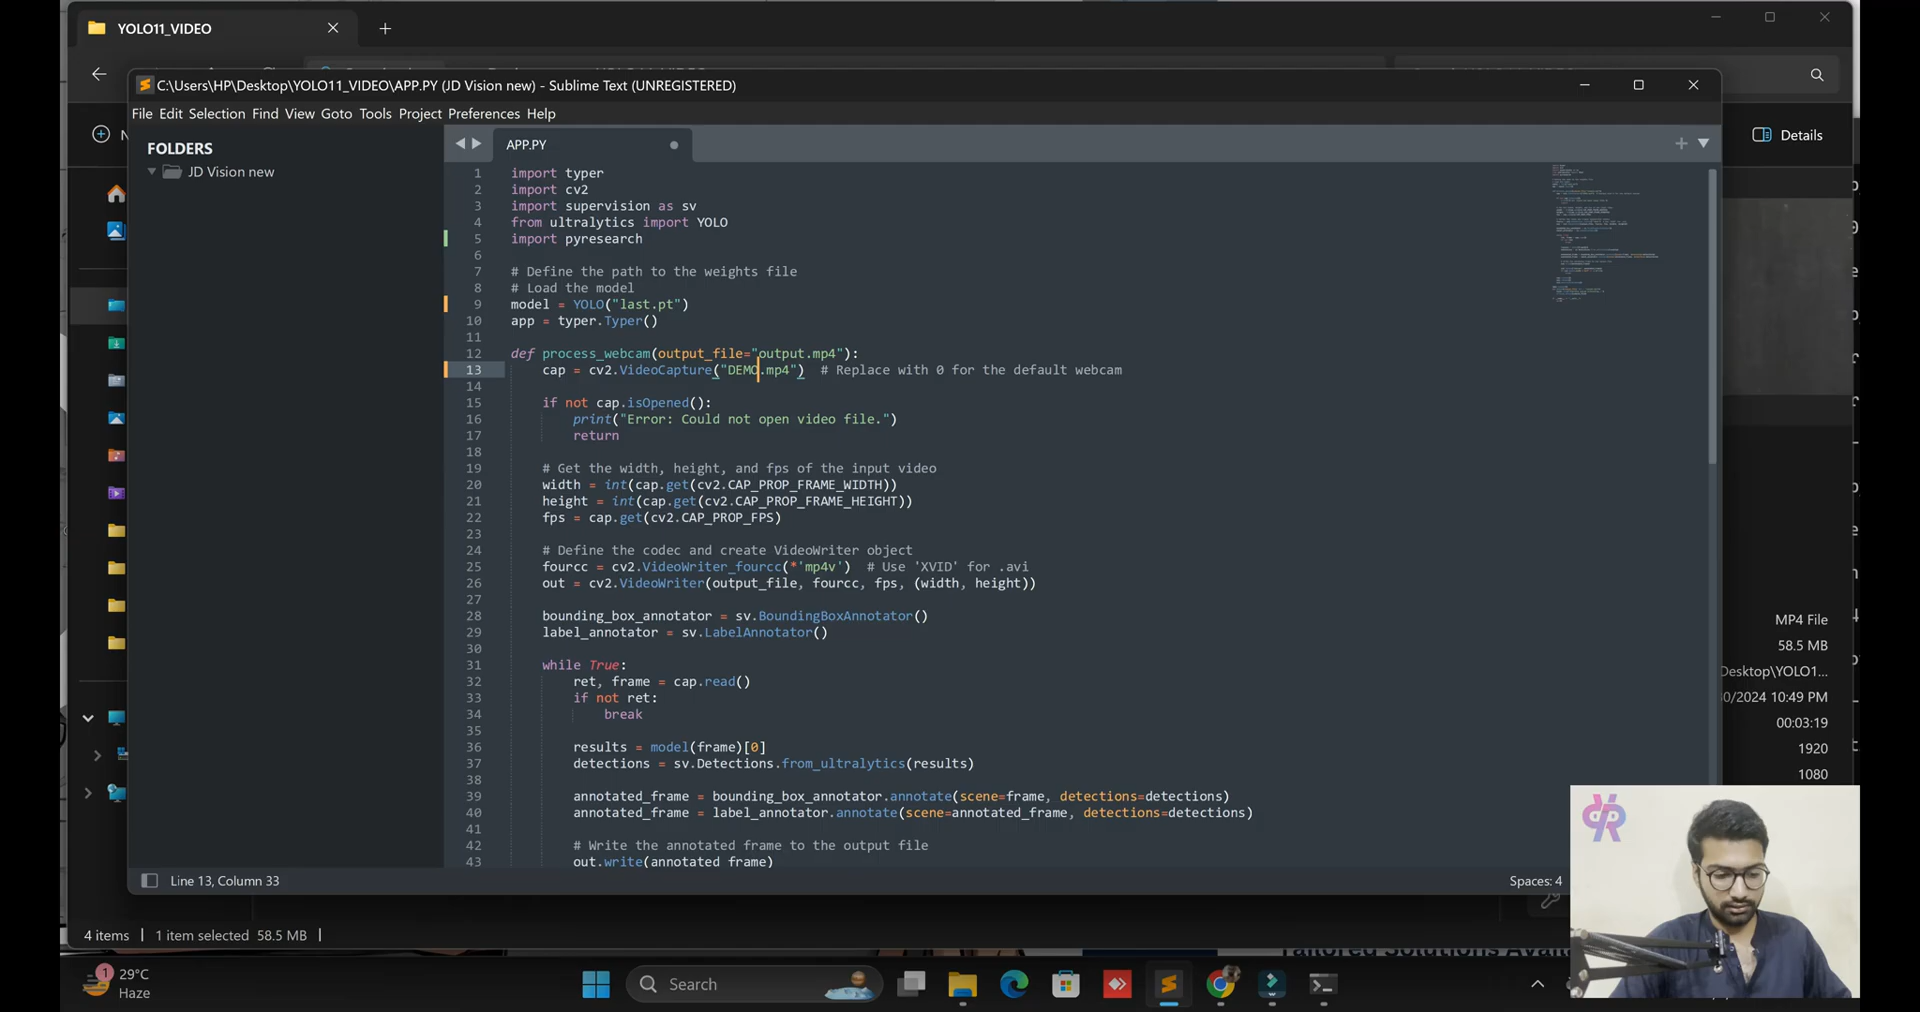 YOLO11_VIDEO
C:\Users\HP\Desktop\YOLO11_VIDEO\APP.PY (JD Vision new) - Sublime Text (UNREGISTERED)
File Edit Selection Find View Goto Tools Project Preferences Help
N
Details
FOLDERS
JD Vision new
APP.PY
1 import typer
2 import cv2
3 import supervision as sv
4 from ultralytics import YOLO
5 import pyresearch
6
7 # Define the path to the weights file
8 # Load the model
9 model = YOLO("last.pt")
10 app = typer.Typer()
11
12 def process_webcam(output_file="output.mp4"):
13 cap = cv2.VideoCapture("DEMO.mp4") # Replace with 0 for the default webcam
14
15 if not cap.isOpened():
16 print("Error: Could not open video file.")
17 return
18
19 # Get the width, height, and fps of the input video
20 width = int(cap.get(cv2.CAP_PROP_FRAME_WIDTH))
21 height = int(cap.get(cv2.CAP_PROP_FRAME_HEIGHT))
22 fps = cap.get(cv2.CAP_PROP_FPS)
23
24 # Define the codec and create VideoWriter object
25 fourcc = cv2.VideoWriter_fourcc(*'mp4v') # Use 'XVID' for .avi
26 out = cv2.VideoWriter(output_file, fourcc, fps, (width, height))
27
28 bounding_box_annotator = sv.BoundingBoxAnnotator()
29 label_annotator = sv.LabelAnnotator()
30
31 while True:
32 ret, frame = cap.read()
33 if not ret:
34 break
35
36 results = model(frame)[0]
37 detections = sv.Detections.from_ultralytics(results)
38
39 annotated_frame = bounding_box_annotator.annotate(scene=frame, detections=detections)
40 annotated_frame = label_annotator.annotate(scene=annotated_frame, detections=detections)
41
42 # Write the annotated frame to the output file
43 out.write(annotated_frame)
MP4 File
58.5 MB
Desktop\YOLO1...
0/2024 10:49 PM
00:03:19
1920
1080
Line 13, Column 33
Spaces: 4
4 items | 1 item selected 58.5 MB |
1
29°C
Haze
Search